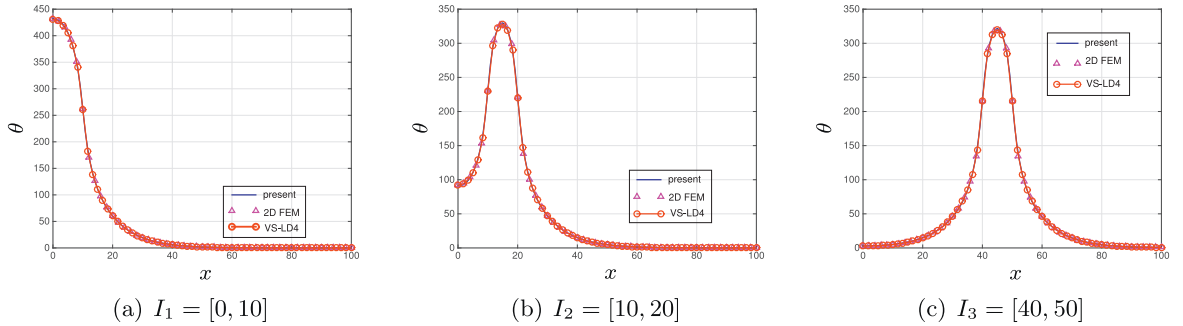 450
400
350
300
250
200
150
100
50
0
θ
0 20 40 60 80 100
x
present
2D FEM
VS-LD4
(a) I₁ = [0, 10]
350
300
250
200
150
100
50
0
θ
0 20 40 60 80 100
x
present
2D FEM
VS-LD4
(b) I₂ = [10, 20]
350
300
250
200
150
100
50
0
θ
0 20 40 60 80 100
x
present
2D FEM
VS-LD4
(c) I₃ = [40, 50]